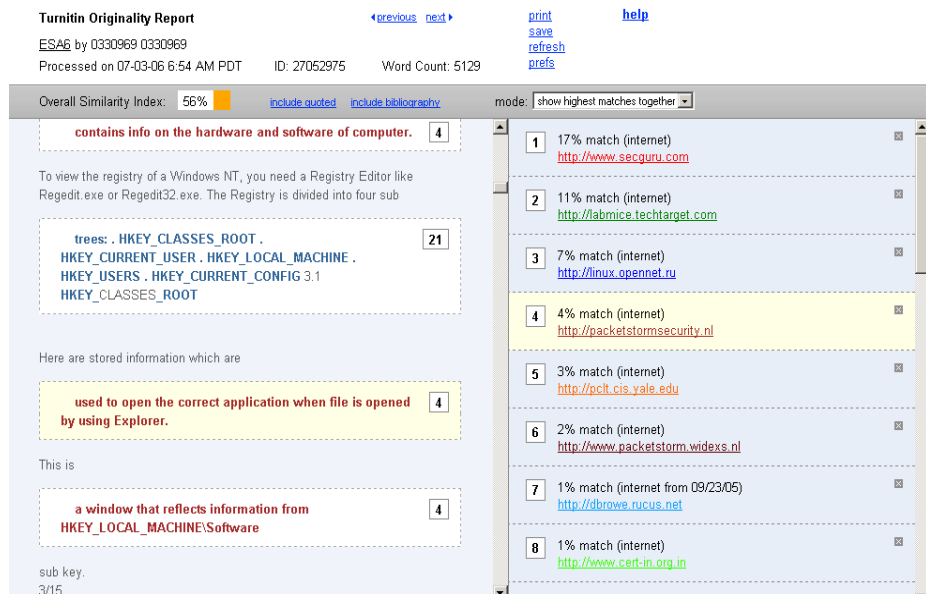 Turnitin Originality Report
previous next
print
help
save
ESA6 by 0330969 0330969
refresh
Processed on 07-03-06 6:54 AM PDT ID: 27052975 Word Count: 5129
prefs
Overall Similarity Index: 56% include quoted include bibliography mode: show highest matches together
contains info on the hardware and software of computer. 4
To view the registry of a Windows NT, you need a Registry Editor like
Regedit.exe or Regedit32.exe. The Registry is divided into four sub
trees: . HKEY_CLASSES_ROOT . 21
HKEY_CURRENT_USER . HKEY_LOCAL_MACHINE .
HKEY_USERS . HKEY_CURRENT_CONFIG 3.1
HKEY_CLASSES_ROOT
Here are stored information which are
used to open the correct application when file is opened 4
by using Explorer.
This is
a window that reflects information from 4
HKEY_LOCAL_MACHINE\Software
sub key.
3/15
1 17% match (internet)
http://www.secguru.com
2 11% match (internet)
http://labmice.techtarget.com
3 7% match (internet)
http://linux.opennet.ru
4 4% match (internet)
http://packetstormsecurity.nl
5 3% match (internet)
http://pclt.cis.yale.edu
6 2% match (internet)
http://www.packetstorm.widexs.nl
7 1% match (internet from 09/23/05)
http://dbrowe.rucus.net
8 1% match (internet)
http://www.cert-in.org.in